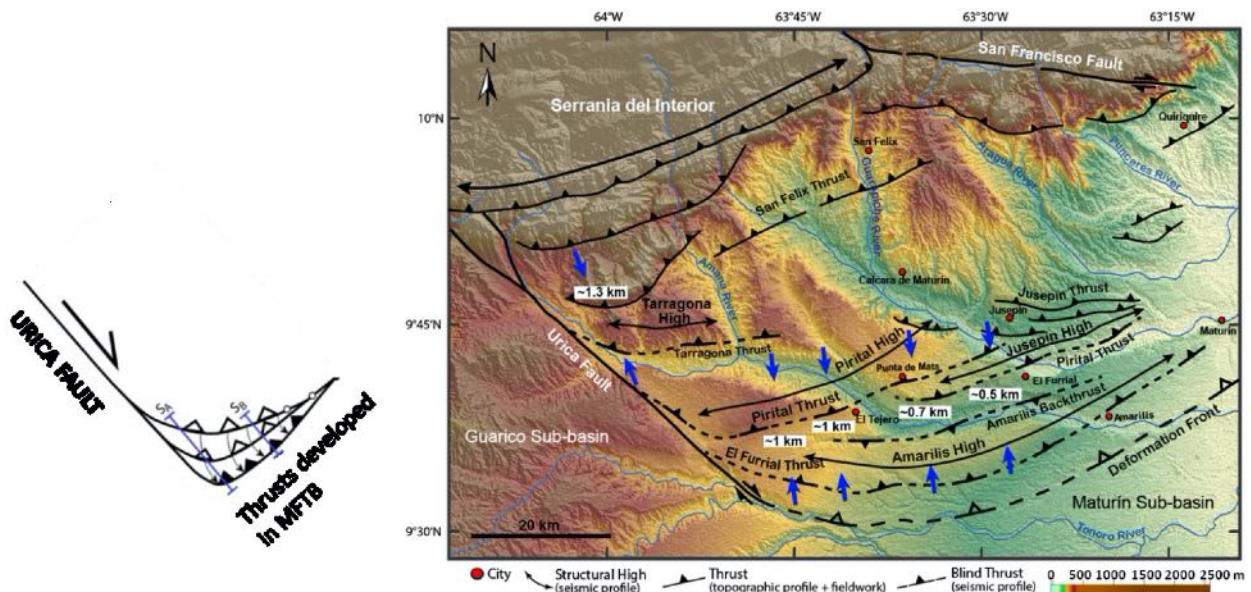 64°W
63°45'W
63°30'W
63°15'W
10°N
9°45'N
9°30'N
N
San Francisco Fault
Serrania del Interior
Quiriquire
San Felix
Guarapiche River
Aragua River
Punceres River
San Felix Thrust
Amana River
Caicara de Maturin
~1.3 km
Tarragona
High
Jusepin Thrust
Jusepin
Jusepin High
Maturin
Urica Fault
Tarragona Thrust
Pirital High
Pirital Thrust
Punta de Mata
El Furrial
~0.5 km
Pirital Thrust
~0.7 km
El Tejero
~1 km
~1 km
Amarilis Backthrust
Amarilis
Guarico Sub-basin
El Furrial Thrust
Amarilis High
Deformation Front
Maturín Sub-basin
Tonoro River
20 km
URICA FAULT
SA
SB
Thrusts developed
in MFTB
City
Structural High
(seismic profile)
Thrust
(topographic profile + fieldwork)
Blind Thrust
(seismic profile)
0 500 1000 1500 2000 2500 m